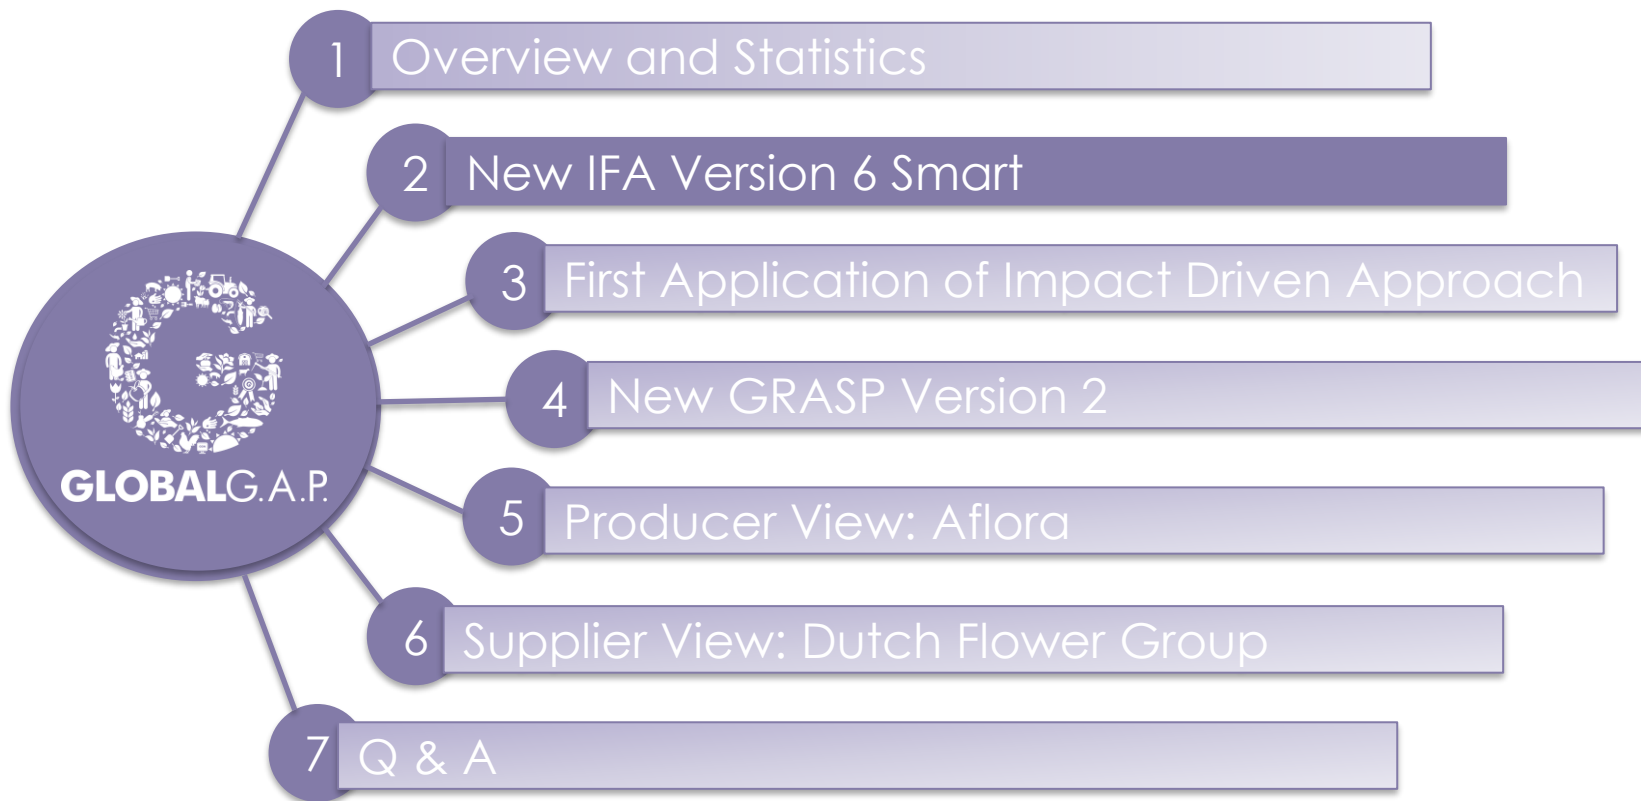 1 Overview and Statistics
2 New IFA Version 6 Smart
3 First Application of Impact Driven Approach
4 New GRASP Version 2
GLOBALG.A.P.
5 Producer View: Aflora
6 Supplier View: Dutch Flower Group
7 Q & A